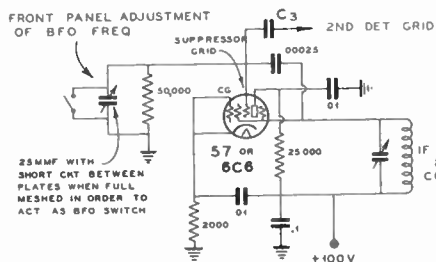 FRONT PANEL ADJUSTMENT
OF BFO FREQ
C3
2ND DET GRID
SUPPRESSOR
GRID
.00025
50,000
CG
01
57 OR
6C6
25000
25MMF WITH
SHORT CKT BETWEEN
PLATES WHEN FULL
MESHED IN ORDER TO
ACT AS BFO SWITCH
IF
2000
01
.1
+100V